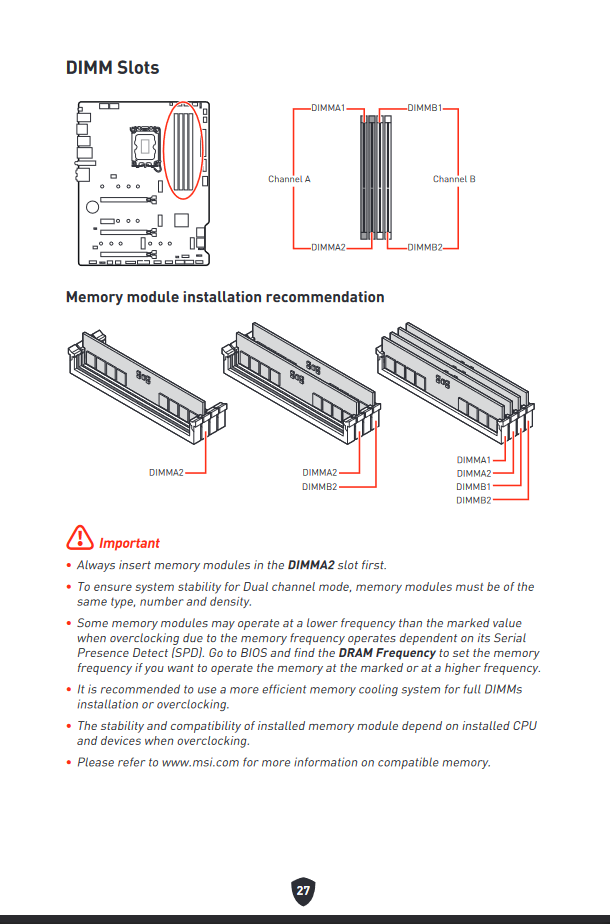 DIMM Slots
DIMMA1
DIMMB1
Channel A
Channel B
DIMMA2
DIMMB2
Memory module installation recommendation
DIMMA2
DIMMA2
DIMMB2
DIMMA1
DIMMA2
DIMMB1
DIMMB2
Important
• Always insert memory modules in the DIMMA2 slot first.
• To ensure system stability for Dual channel mode, memory modules must be of the
same type, number and density.
• Some memory modules may operate at a lower frequency than the marked value
when overclocking due to the memory frequency operates dependent on its Serial
Presence Detect (SPD). Go to BIOS and find the DRAM Frequency to set the memory
frequency if you want to operate the memory at the marked or at a higher frequency.
• It is recommended to use a more efficient memory cooling system for full DIMMs
installation or overclocking.
• The stability and compatibility of installed memory module depend on installed CPU
and devices when overclocking.
• Please refer to www.msi.com for more information on compatible memory.
27